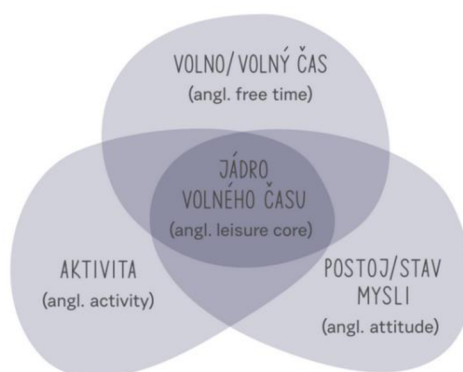 VOLNO/VOLNÝ ČAS
(angl. free time)
JÁDRO
VOLNÉHO ČASU
(angl. leisure core)
AKTIVITA
(angl. activity)
POSTOJ/STAV
MYSLI
(angl. attitude)